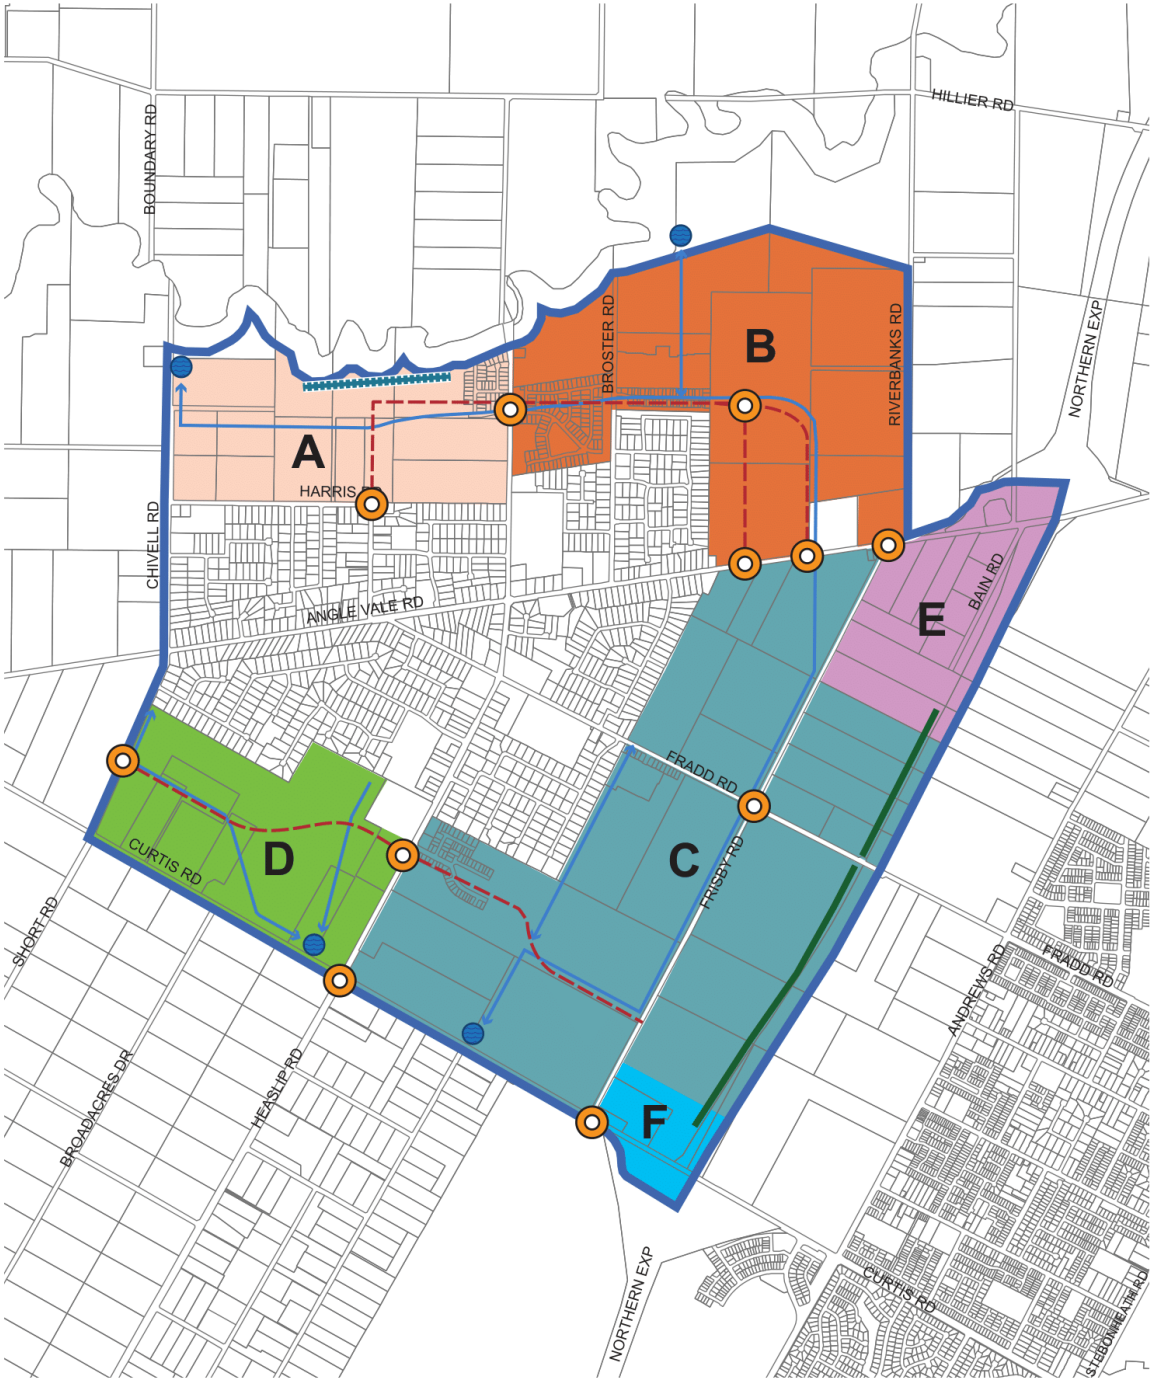 HILLIER RD
BOUNDARY RD
NORTHERN EXP
BROSTER RD
RIVERBANKS RD
B
A
HARRIS RD
CHIVELL RD
BAIN RD
ANGLE VALE RD
E
FRADD RD
C
D
CURTIS RD
FRISBY RD
SHORT RD
ANDREWS RD
FRADD RD
BROADACRES DR
HEASLIP RD
F
NORTHERN EXP
CURTIS RD
STEBONHEATH RD